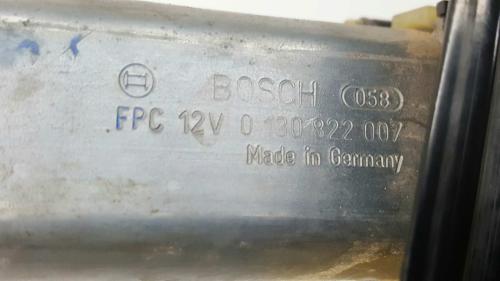 BOSCH (058)
FPC 12V 0 130 822 007
Made in Germany